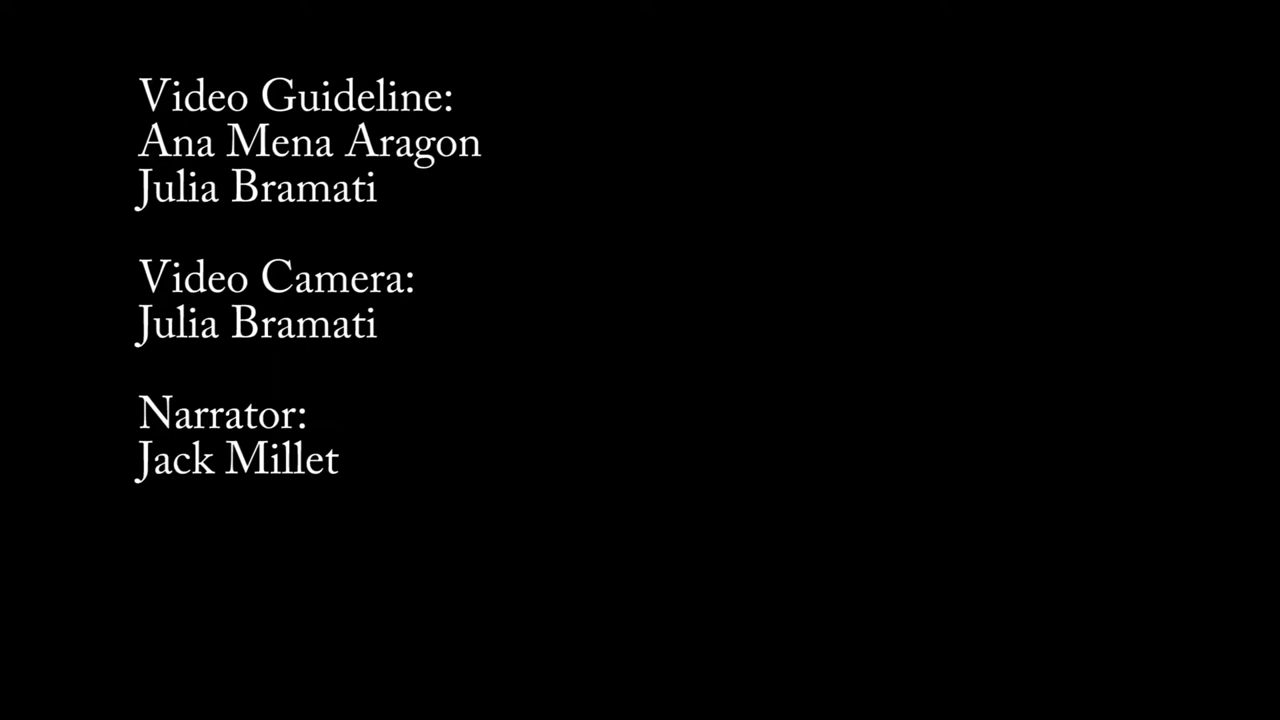 Video Guideline:
Ana Mena Aragon
Julia Bramati
Video Camera:
Julia Bramati
Narrator:
Jack Millet